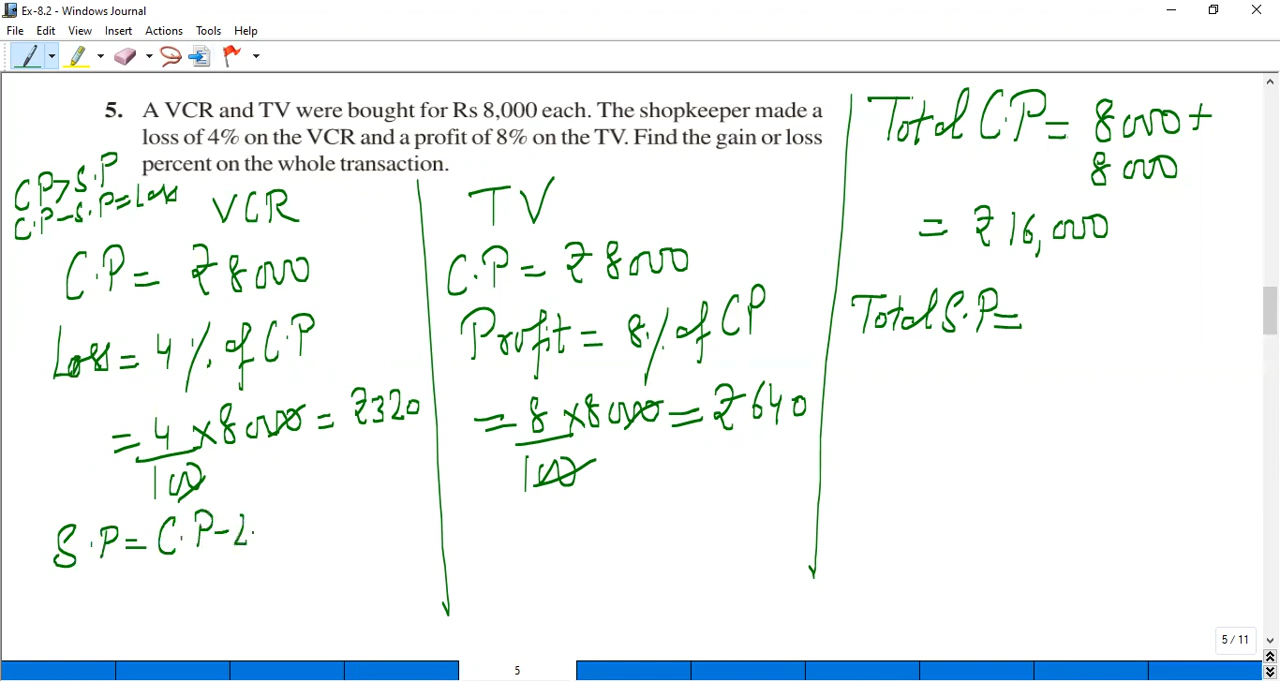 Ex-8.2 - Windows Journal
File Edit View Insert Actions Tools Help
5. A VCR and TV were bought for Rs 8,000 each. The shopkeeper made a
loss of 4% on the VCR and a profit of 8% on the TV. Find the gain or loss
percent on the whole transaction.
CP>S.P
C.P-S.P=Loss
VCR
C.P= ₹8000
Loss = 4% of C.P
= 4/100 ×8000 = ₹320
S.P= C.P-L.
TV
C.P= ₹8000
Profit = 8% of CP
= 8/100 ×8000 = ₹640
Total C.P= 8000+
8000
= ₹16,000
Total S.P=
5 / 11
5